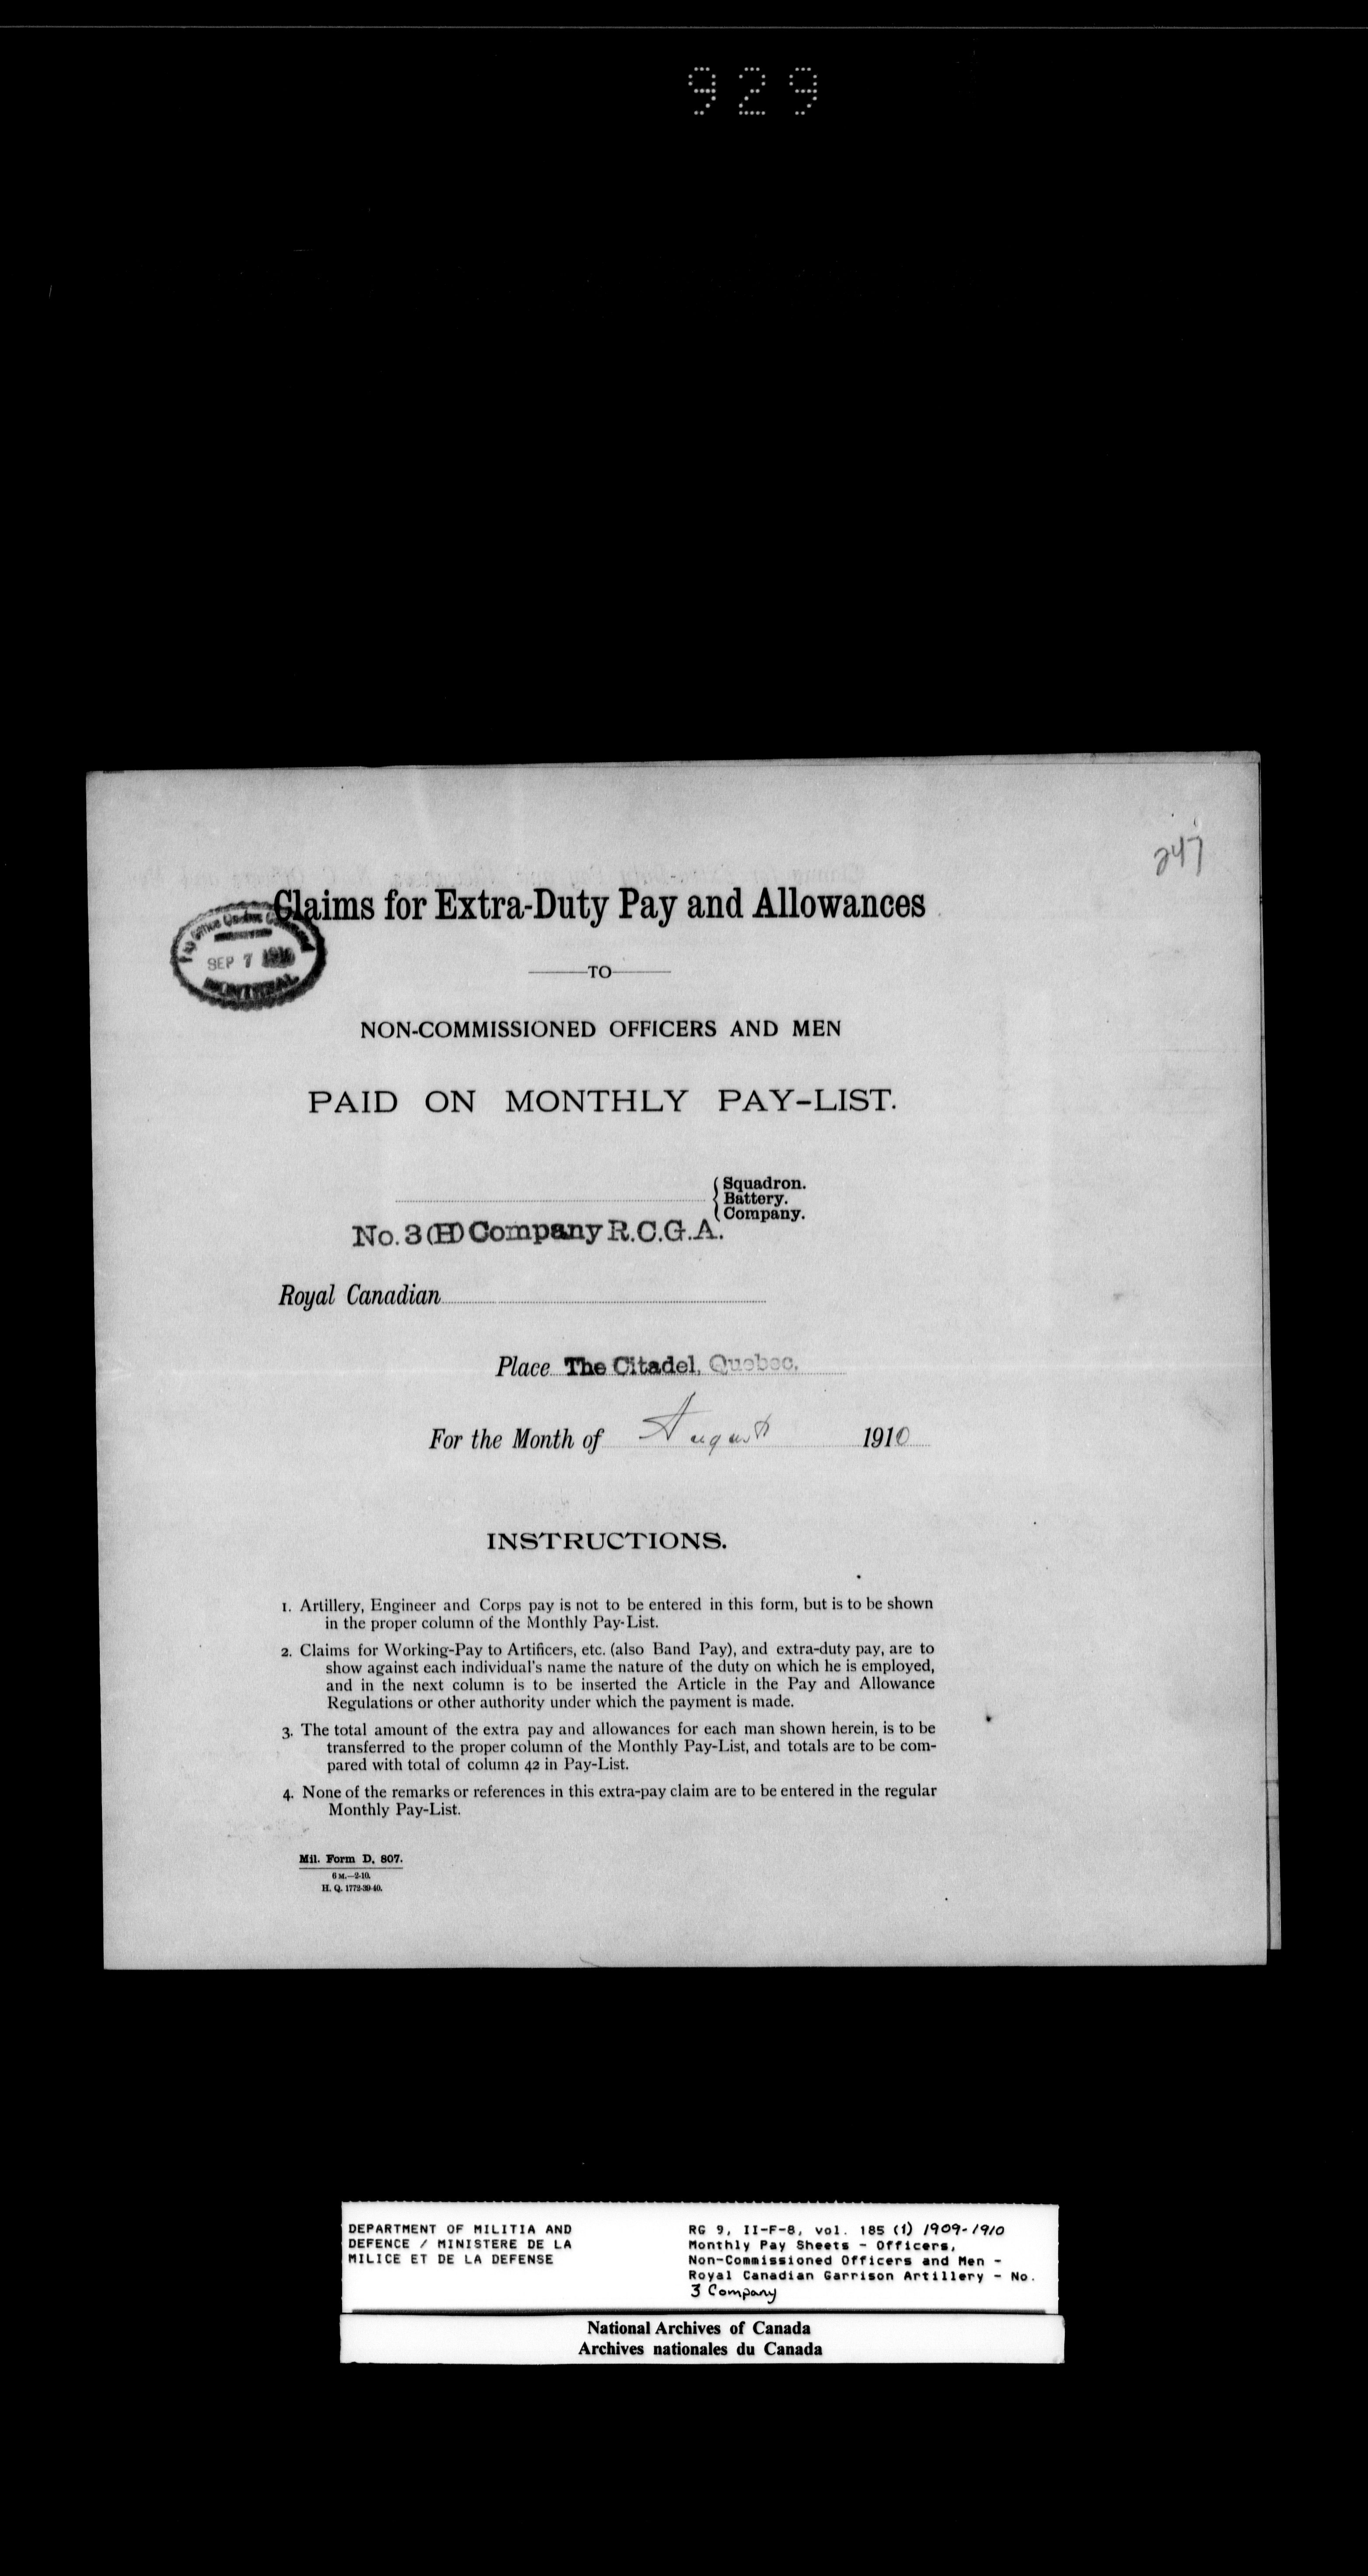 929
247
Claims for Extra-Duty Pay and Allowances
SEP 7 1910
MONTREAL
TO
NON-COMMISSIONED OFFICERS AND MEN
PAID ON MONTHLY PAY-LIST.
Squadron.
Battery.
Company.
No. 3 (H) Company R.C.G.A.
Royal Canadian
Place The Citadel, Quebec.
For the Month of August 1910
INSTRUCTIONS.
1. Artillery, Engineer and Corps pay is not to be entered in this form, but is to be shown
in the proper column of the Monthly Pay-List.
2. Claims for Working-Pay to Artificers, etc. (also Band Pay), and extra-duty pay, are to
show against each individual's name the nature of the duty on which he is employed,
and in the next column is to be inserted the Article in the Pay and Allowance
Regulations or other authority under which the payment is made.
3. The total amount of the extra pay and allowances for each man shown herein, is to be
transferred to the proper column of the Monthly Pay-List, and totals are to be com-
pared with total of column 42 in Pay-List.
4. None of the remarks or references in this extra-pay claim are to be entered in the regular
Monthly Pay-List.
Mil. Form D. 807.
6 M.—2-10.
H. Q. 1772-39-40.
DEPARTMENT OF MILITIA AND
DEFENCE / MINISTERE DE LA
MILICE ET DE LA DEFENSE
RG 9, II-F-8, vol. 185 (1) 1909-1910
Monthly Pay Sheets - Officers,
Non-Commissioned Officers and Men -
Royal Canadian Garrison Artillery - No.
3 Company
National Archives of Canada
Archives nationales du Canada